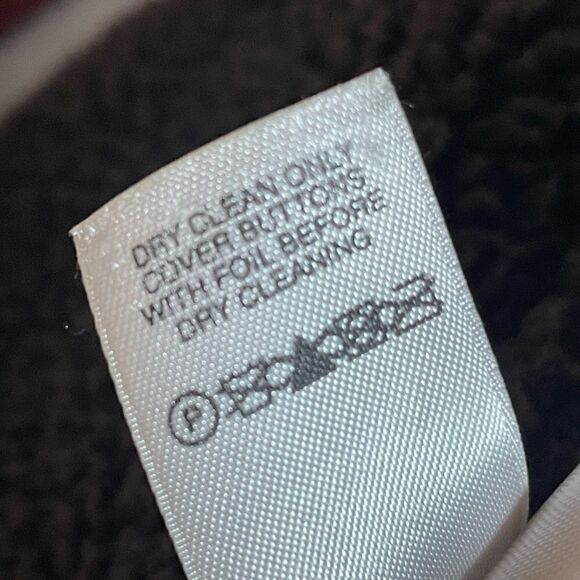 DRY CLEAN ONLY
COVER BUTTONS
WITH FOIL BEFORE
DRY CLEANING
P